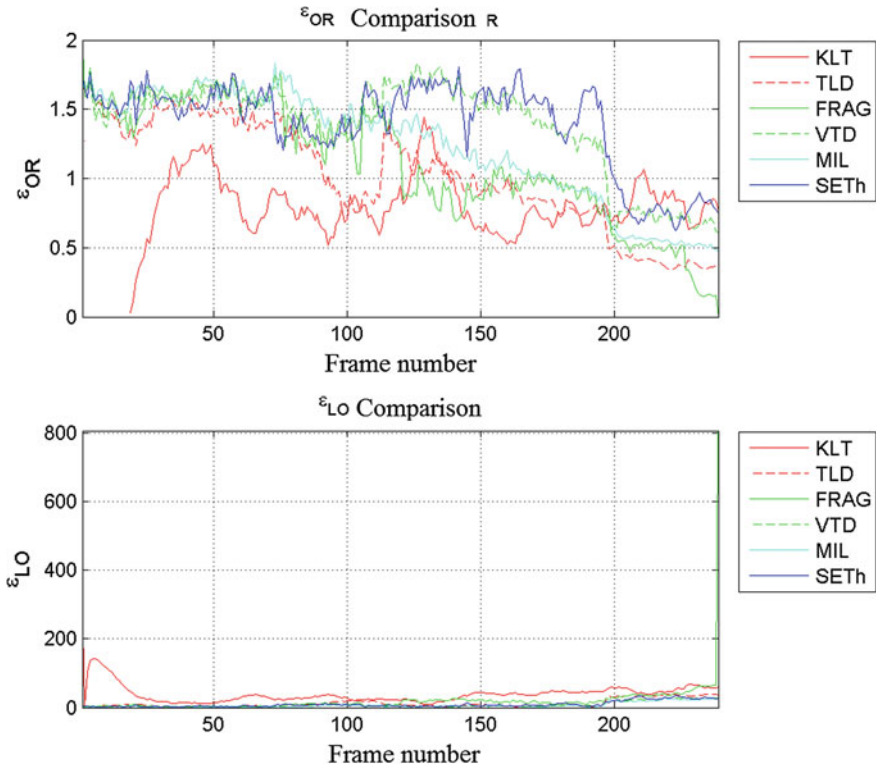 εOR Comparison R
2
1.5
1
0.5
0
εOR
50 100 150 200
Frame number
KLT
TLD
FRAG
VTD
MIL
SETh
εLO Comparison
800
600
400
200
0
εLO
50 100 150 200
Frame number
KLT
TLD
FRAG
VTD
MIL
SETh